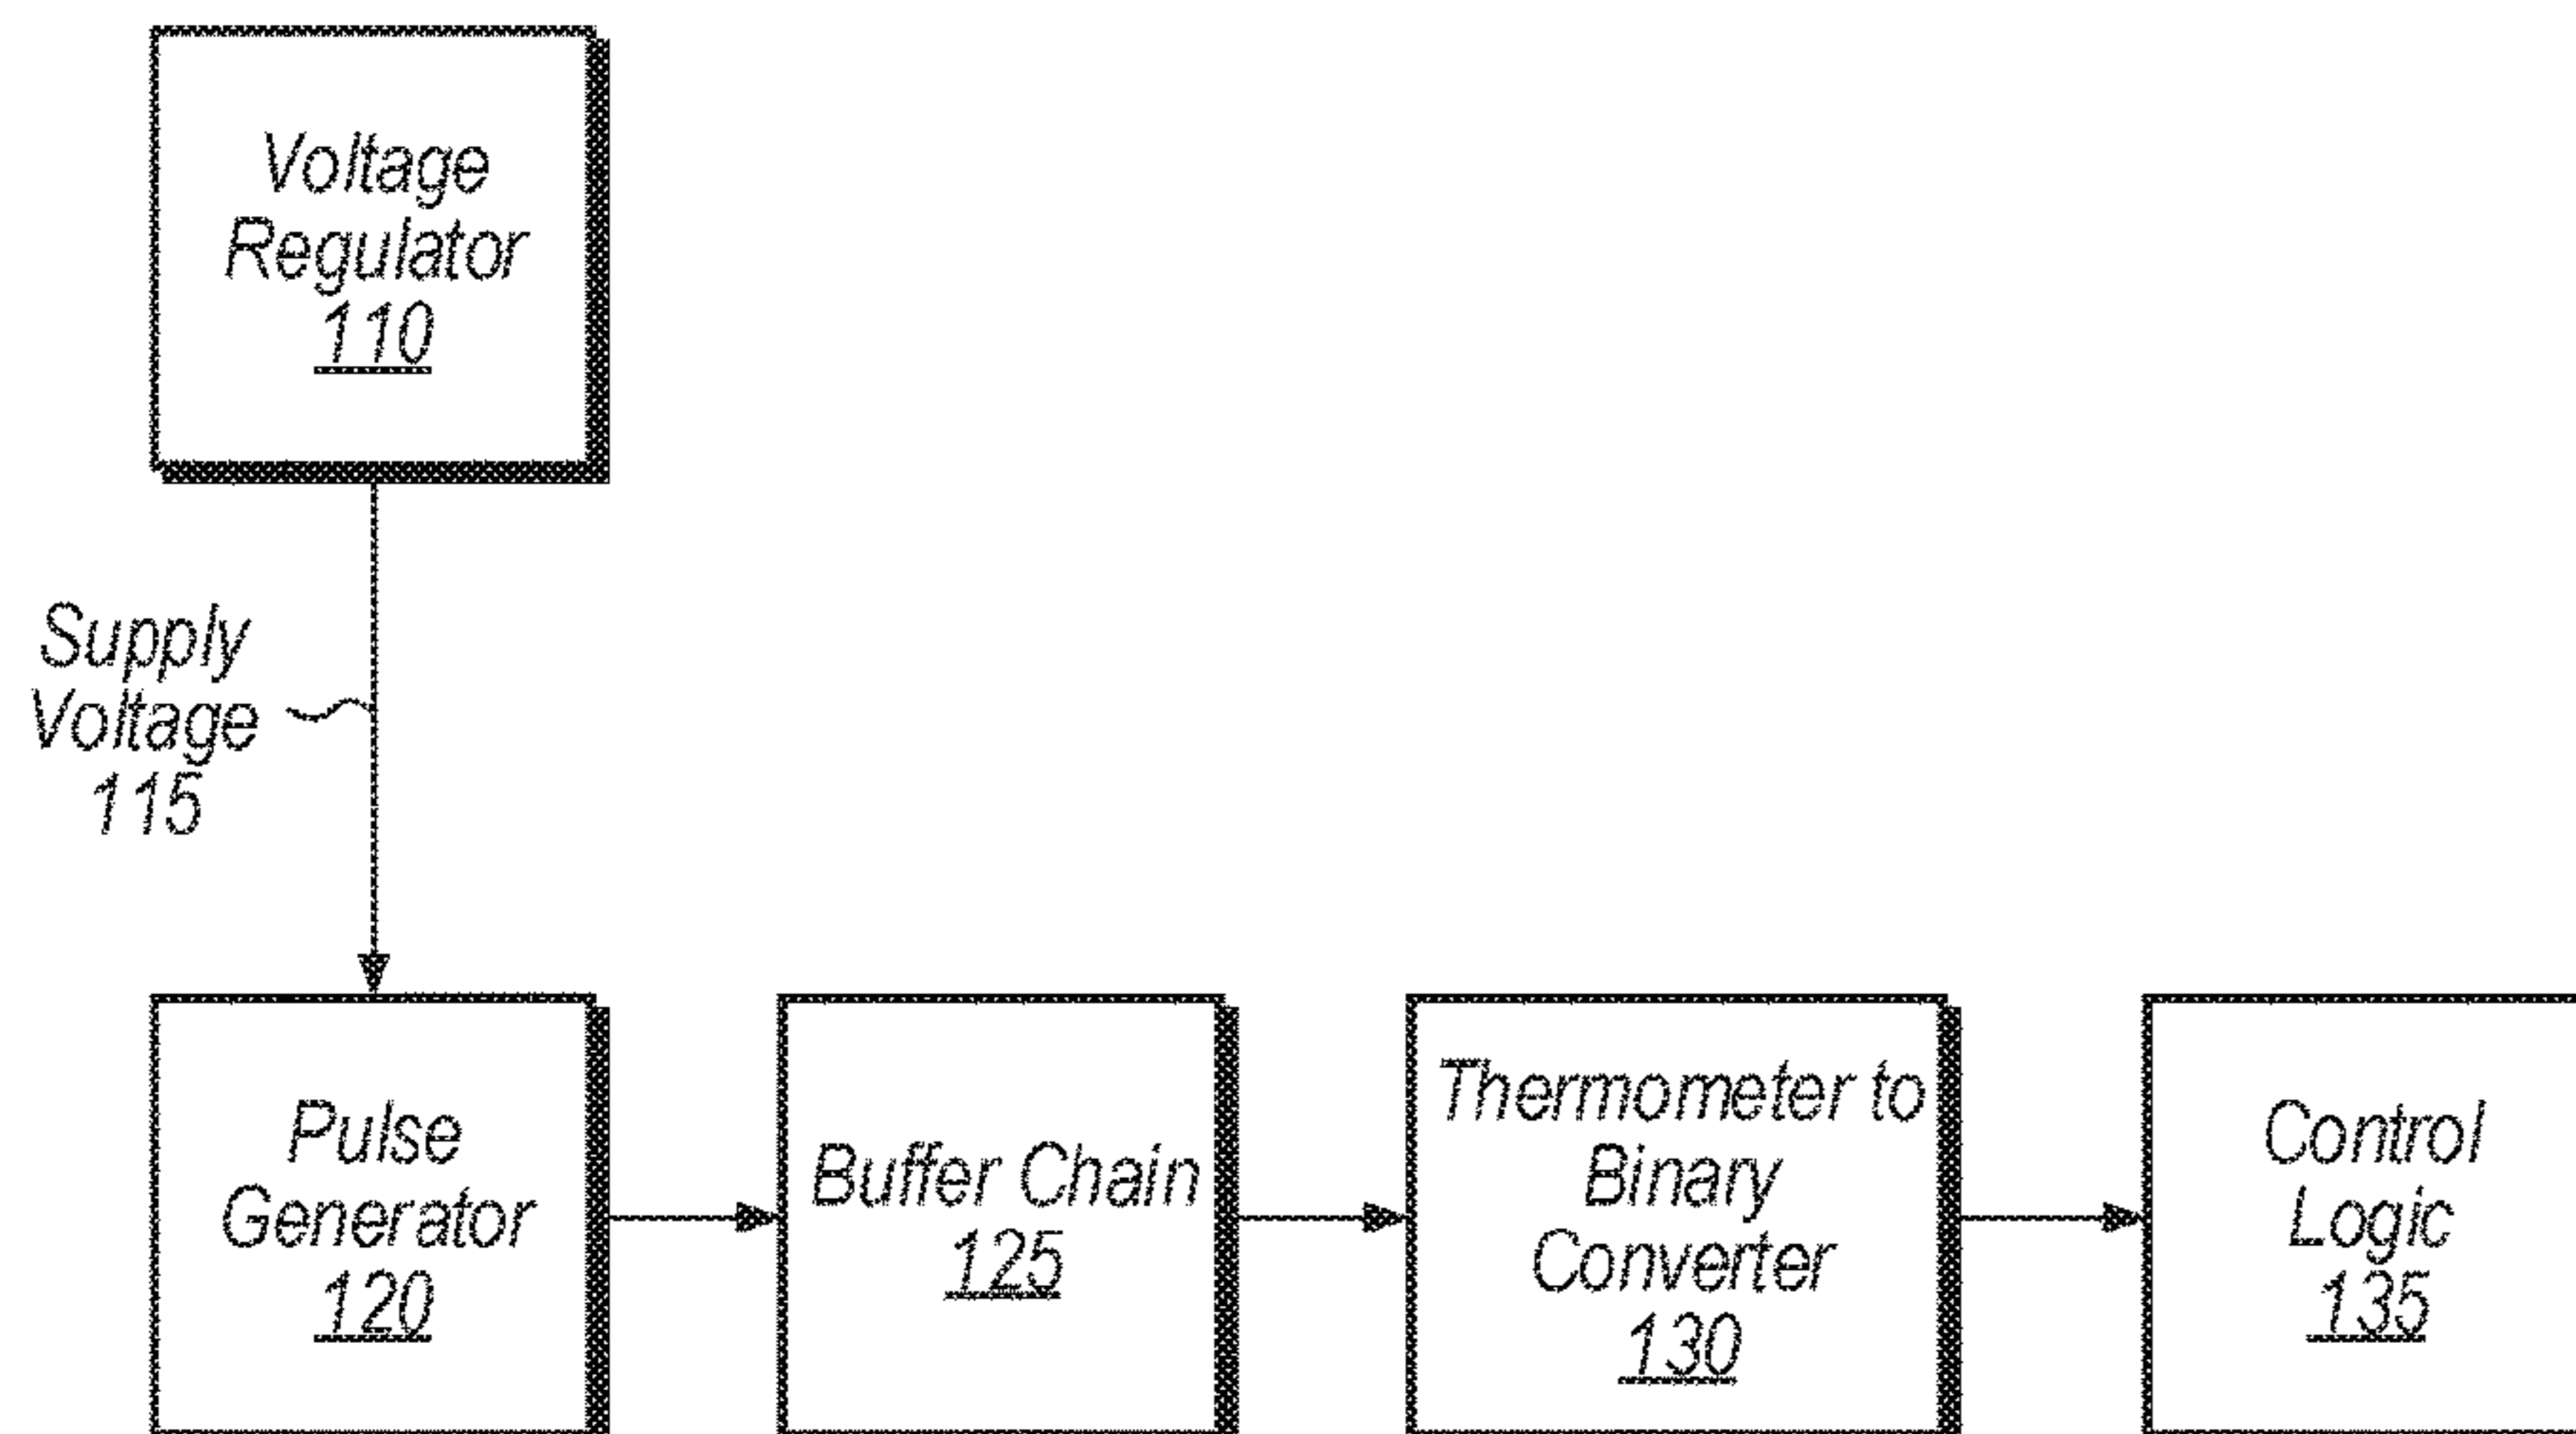 Voltage
Regulator
110
Supply
Voltage
115
Pulse
Generator
120
Buffer Chain
125
Thermometer to
Binary
Converter
130
Control
Logic
135